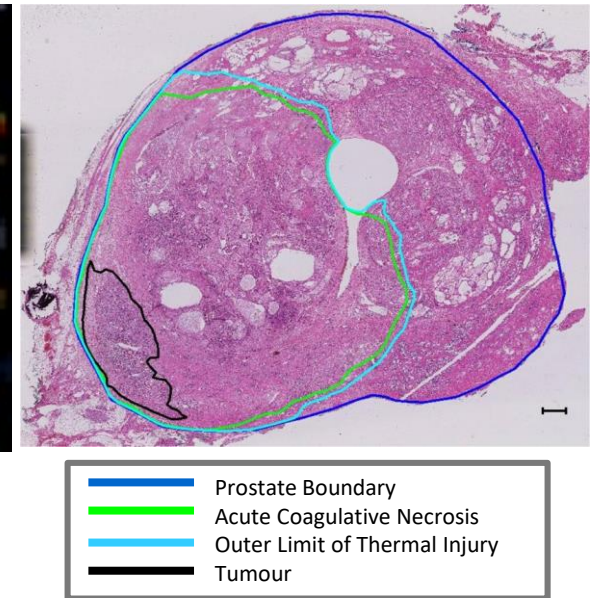 Prostate Boundary
Acute Coagulative Necrosis
Outer Limit of Thermal Injury
Tumour